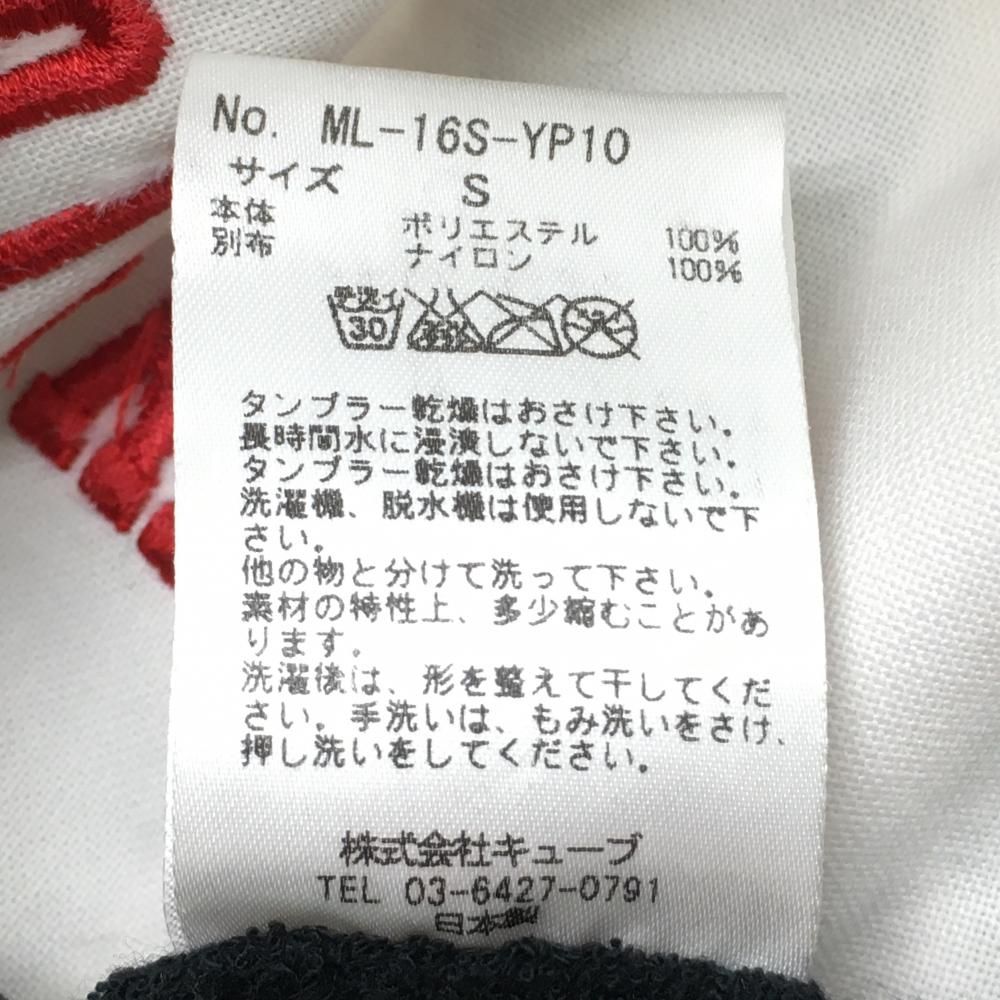 No. ML-16S-YP10
サイズ S
本体 ポリエステル 100%
別布 ナイロン 100%
手洗イ
30
タンブラー乾燥はおさけ下さい。
長時間水に浸漬しないで下さい。
タンブラー乾燥はおさけ下さい。
洗濯機、脱水機は使用しないで下
さい。
他の物と分けて洗って下さい。
素材の特性上、多少縮むことがあ
ります。
洗濯後は、形を整えて干してくだ
さい。手洗いは、もみ洗いをさけ、
押し洗いをしてください。
株式会社キューブ
TEL 03-6427-0791
日本製